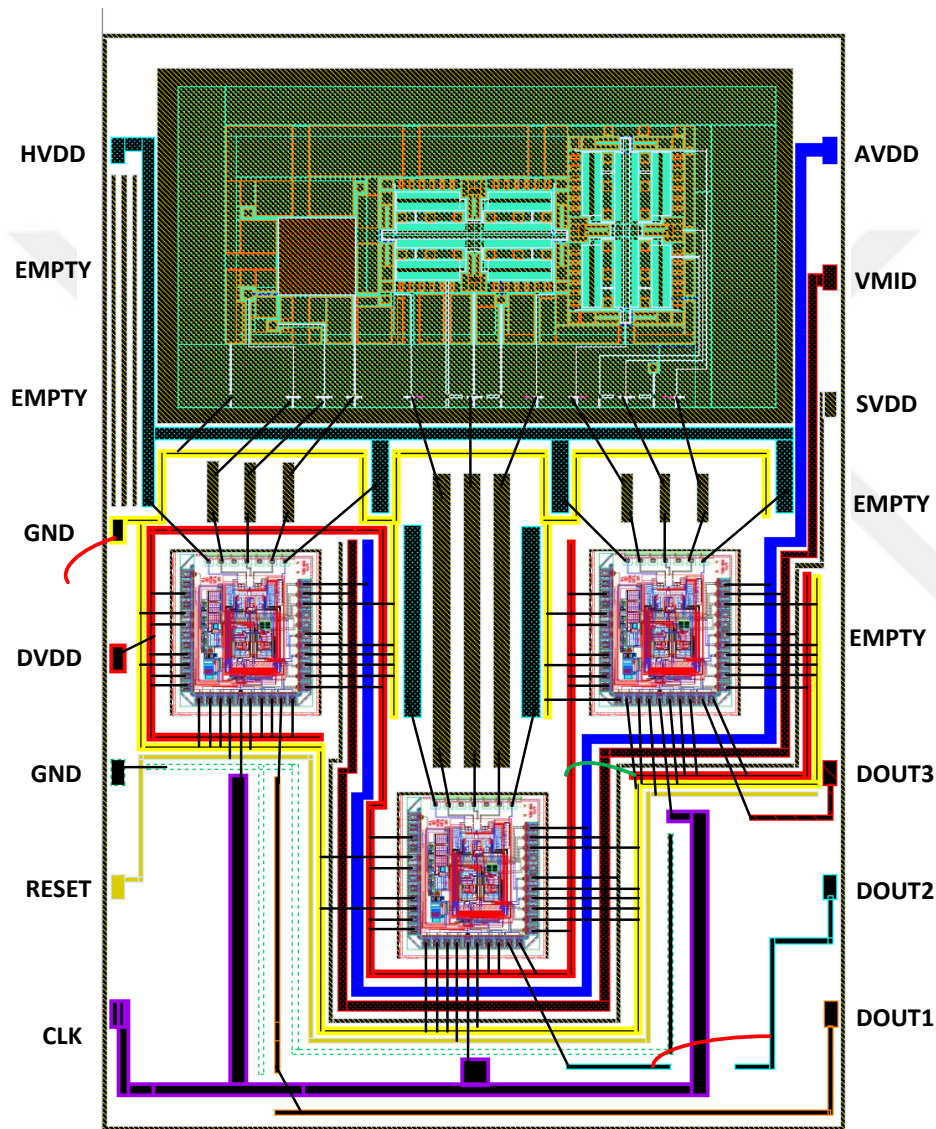 HVDD
AVDD
EMPTY
VMID
EMPTY
SVDD
GND
EMPTY
DVDD
EMPTY
GND
DOUT3
RESET
DOUT2
CLK
DOUT1